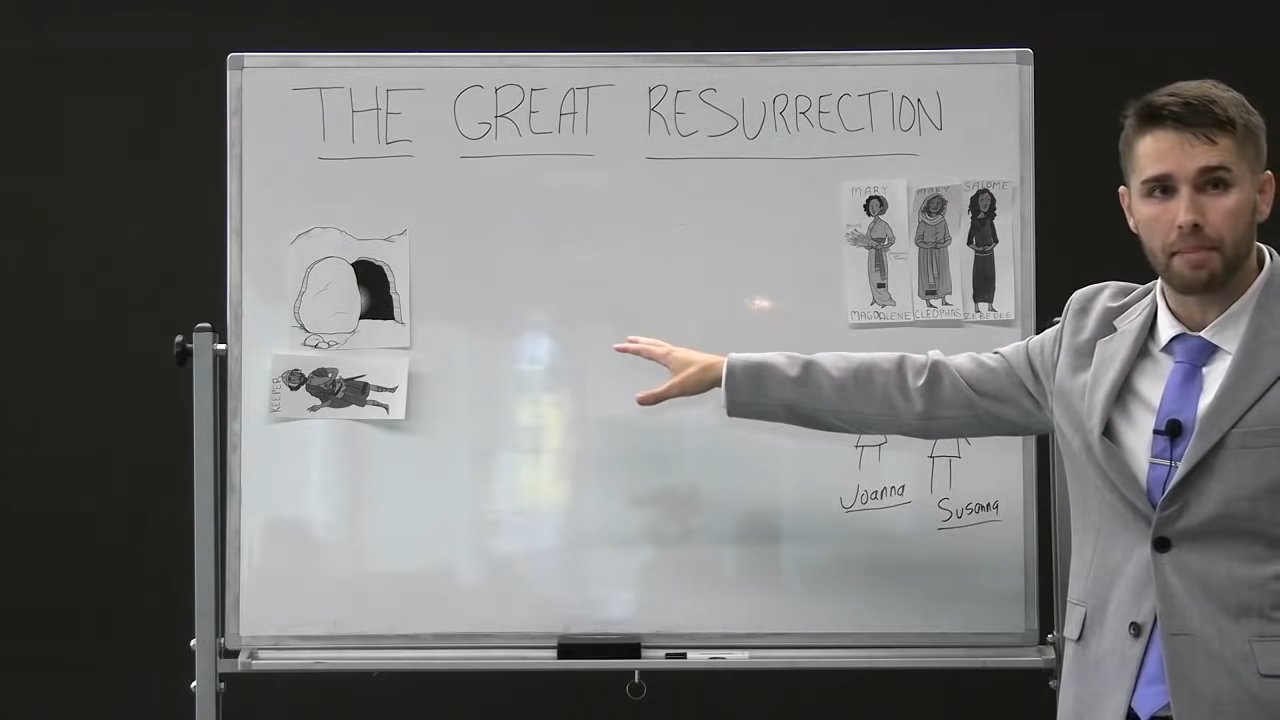 THE GREAT RESURRECTION
MARY MARY SALOME
MAGDALENE CLEOPHAS ZEBEDEE
KEEPER
Joanna
Susanna